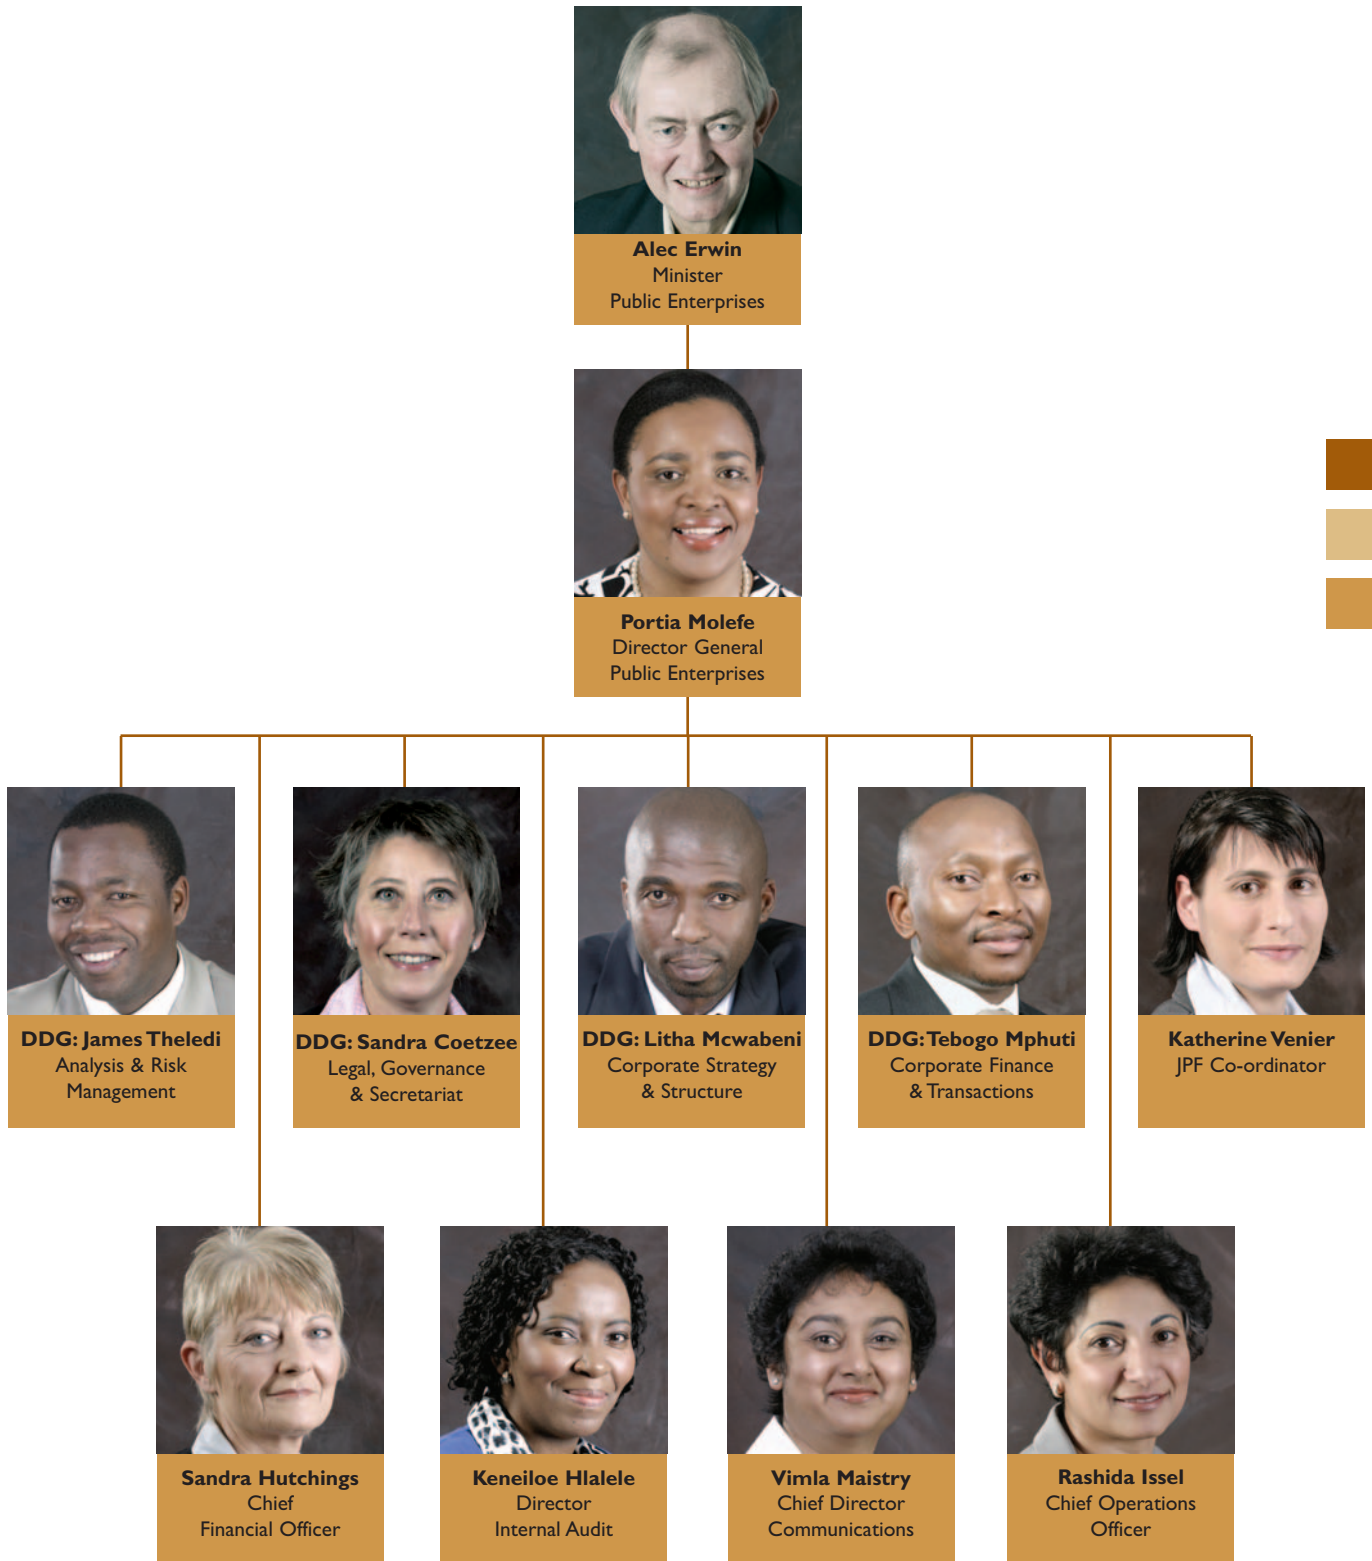 Alec Erwin
Minister
Public Enterprises
Portia Molefe
Director General
Public Enterprises
DDG: James Theledi
Analysis & Risk
Management
DDG: Sandra Coetzee
Legal, Governance
& Secretariat
DDG: Litha Mcwabeni
Corporate Strategy
& Structure
DDG: Tebogo Mphuti
Corporate Finance
& Transactions
Katherine Venier
JPF Co-ordinator
Sandra Hutchings
Chief
Financial Officer
Keneiloe Hlalele
Director
Internal Audit
Vimla Maistry
Chief Director
Communications
Rashida Issel
Chief Operations
Officer